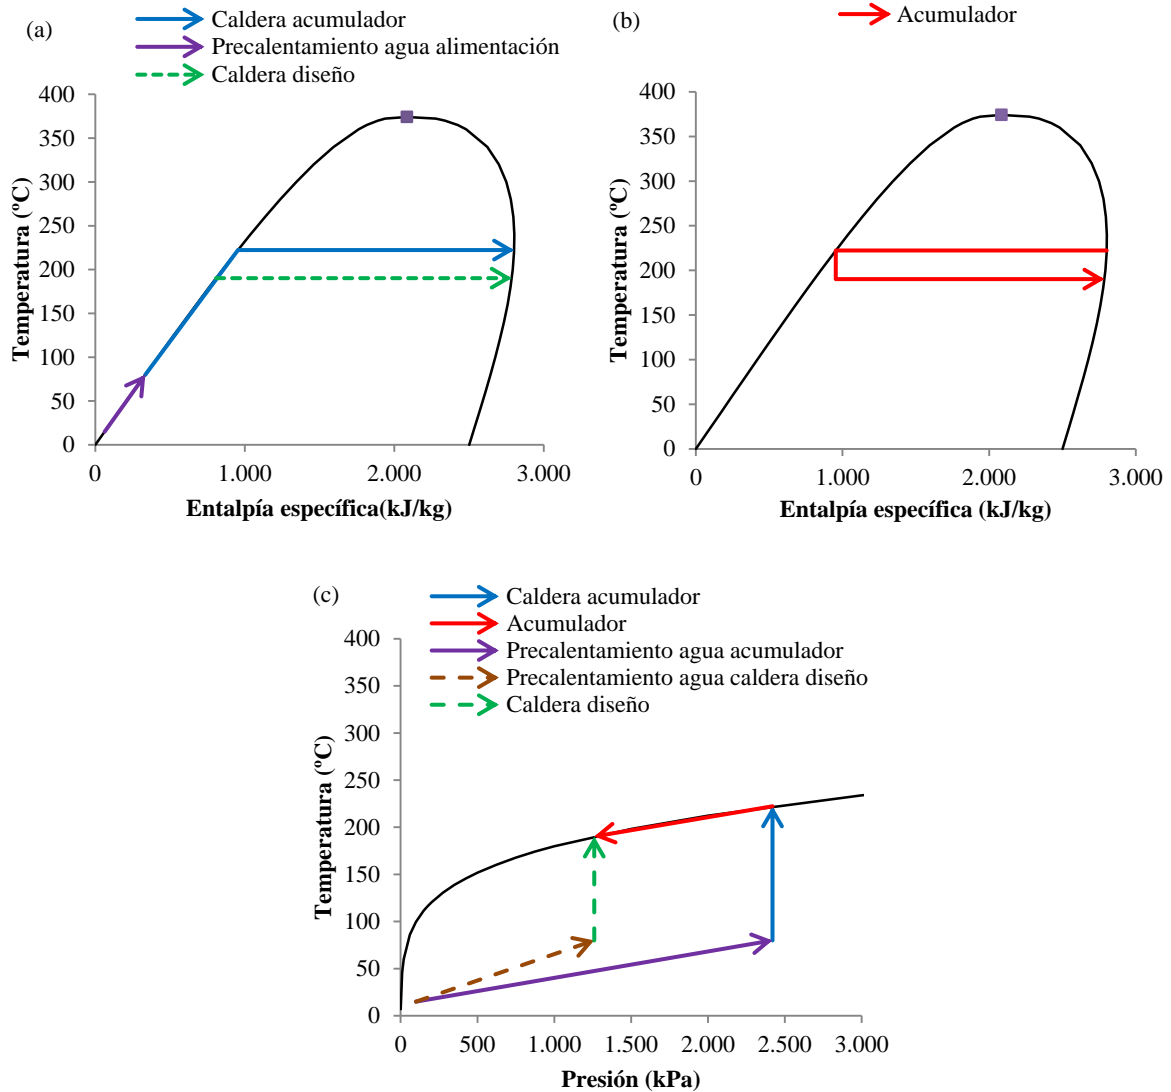 (a)
Caldera acumulador
Precalentamiento agua alimentación
Caldera diseño
Temperatura (ºC)
400
350
300
250
200
150
100
50
0
0
1.000
2.000
3.000
Entalpía específica(kJ/kg)
(b)
Acumulador
Temperatura (ºC)
400
350
300
250
200
150
100
50
0
0
1.000
2.000
3.000
Entalpía específica (kJ/kg)
(c)
Caldera acumulador
Acumulador
Precalentamiento agua acumulador
Precalentamiento agua caldera diseño
Caldera diseño
Temperatura (ºC)
400
350
300
250
200
150
100
50
0
0
500
1.000
1.500
2.000
2.500
3.000
Presión (kPa)